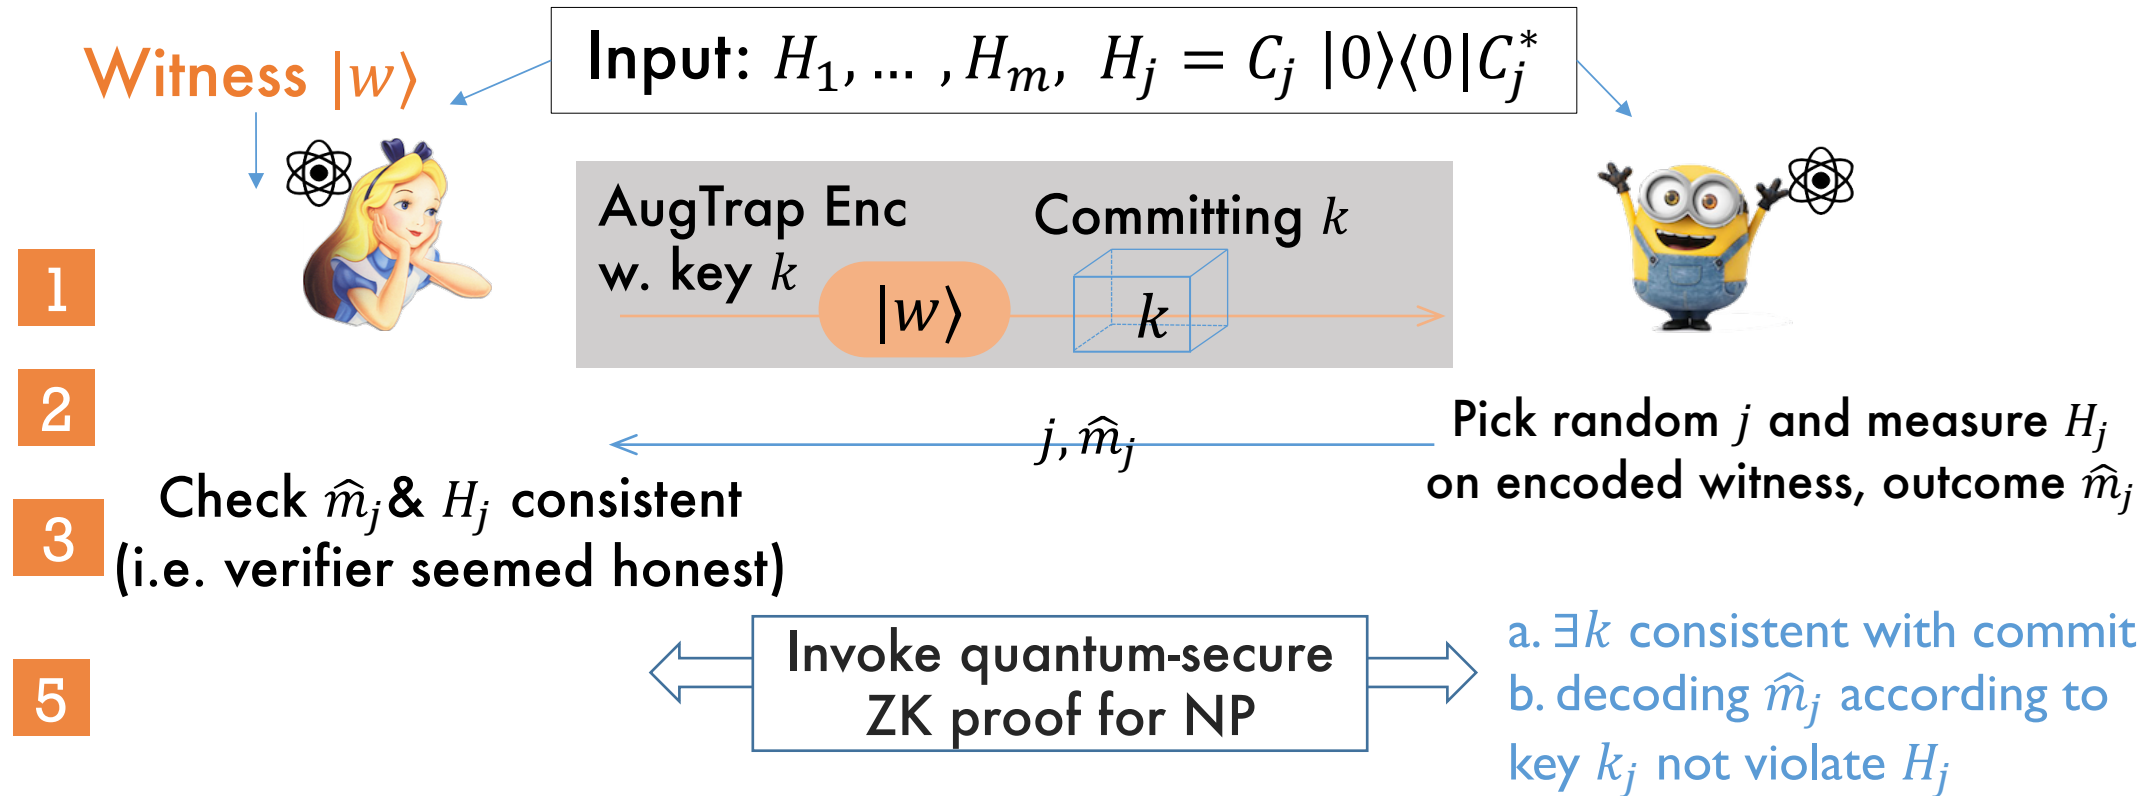 Witness |w⟩
Input: H_1, … , H_m, H_j = C_j |0⟩⟨0|C_j^*
AugTrap Enc
w. key k
|w⟩
Committing k
k
1
2
j, m̂_j
Pick random j and measure H_j
on encoded witness, outcome m̂_j
3
Check m̂_j & H_j consistent
(i.e. verifier seemed honest)
5
Invoke quantum-secure
ZK proof for NP
a. ∃k consistent with commit
b. decoding m̂_j according to
key k_j not violate H_j